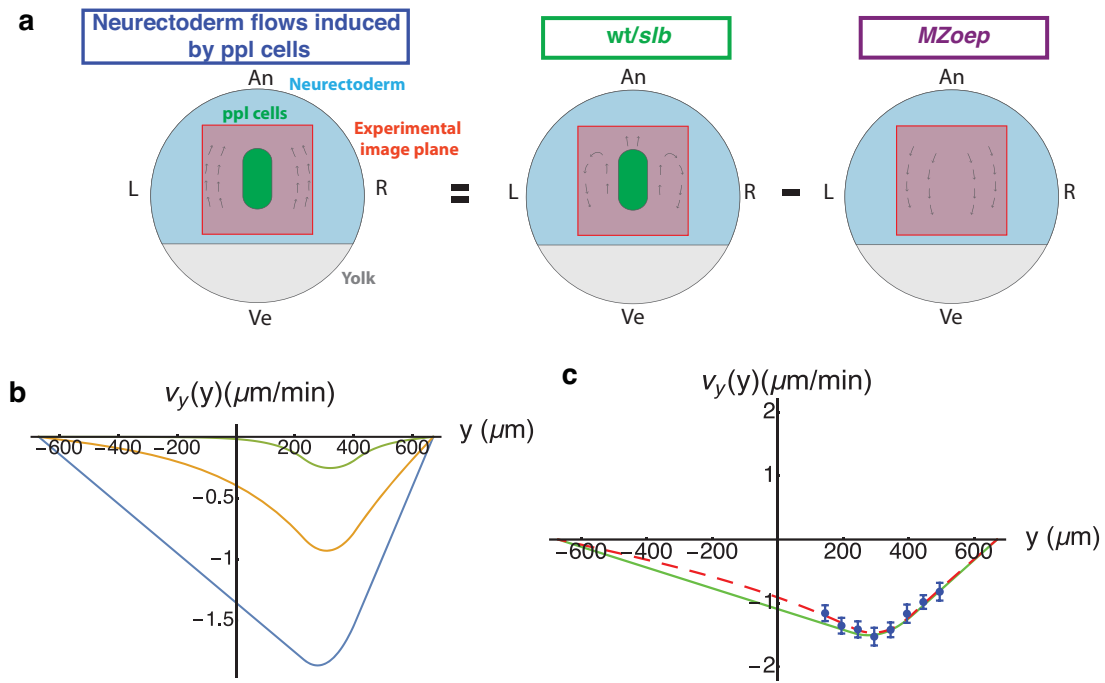 a
Neurectoderm flows induced
by ppl cells
wt/slb
MZoep
An
Neurectoderm
ppl cells
Experimental
image plane
L
R
Yolk
Ve
=
An
L
R
Ve
-
An
L
R
Ve
b
vy(y)(µm/min)
y (µm)
−600
−400
−200
200
400
600
−0.5
−1
−1.5
c
vy(y)(µm/min)
y (µm)
2
1
−600
−400
−200
200
400
600
−1
−2